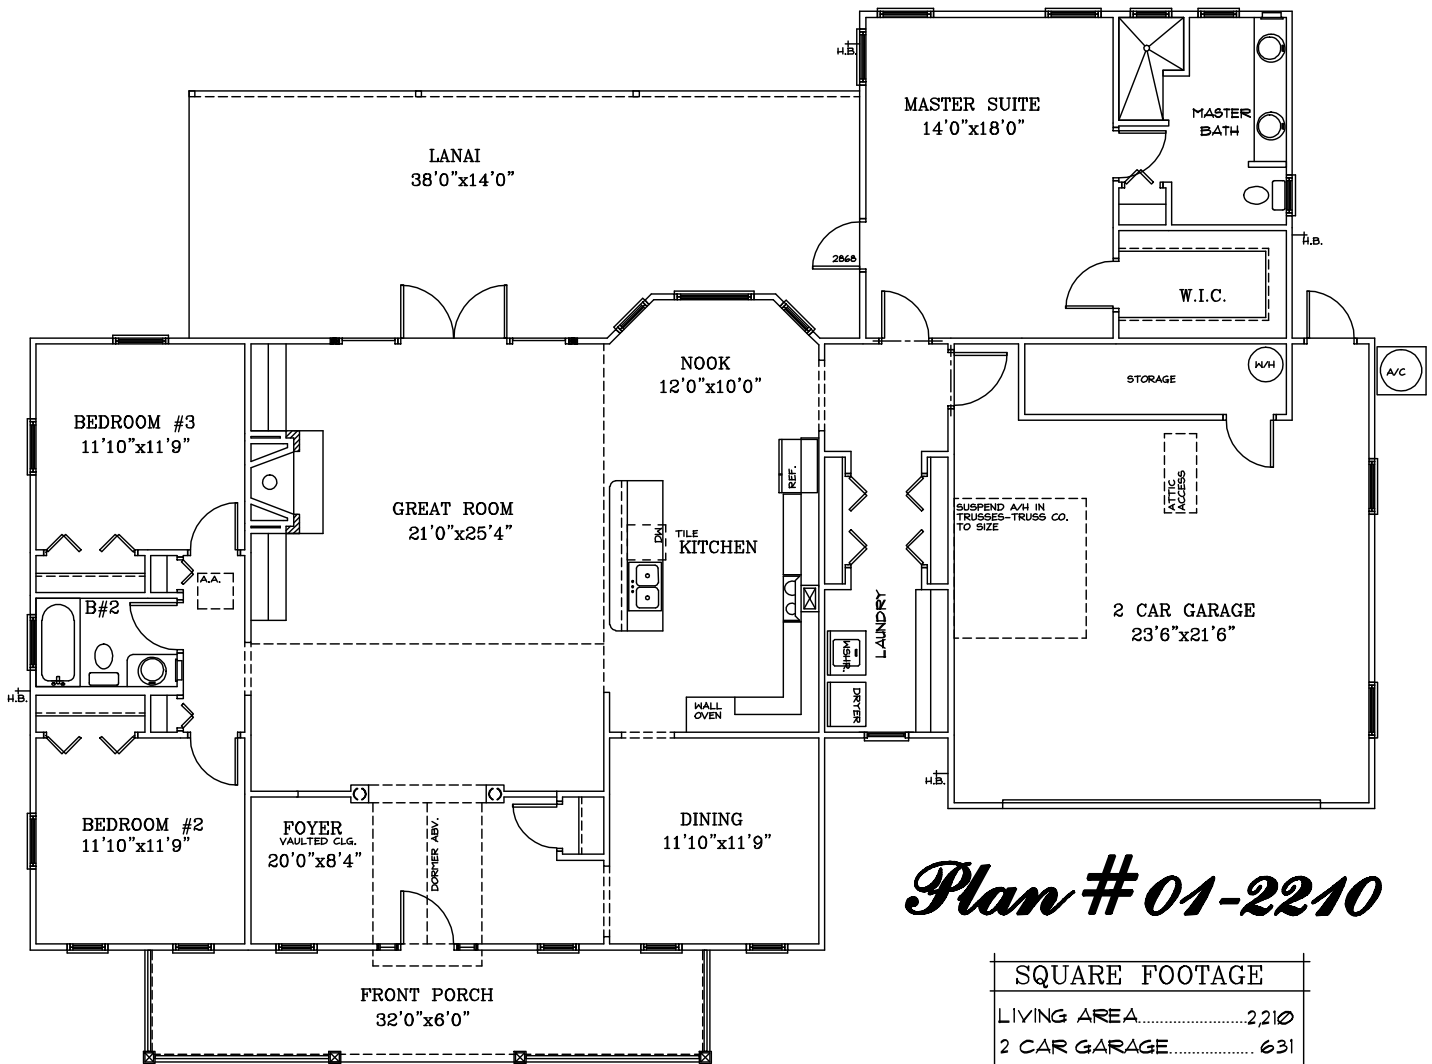 H.B.
MASTER SUITE
14'0"x18'0"
MASTER
BATH
LANAI
38'0"x14'0"
2868
H.B.
W.I.C.
NOOK
12'0"x10'0"
STORAGE
W/H
A/C
BEDROOM #3
11'10"x11'9"
REF.
ATTIC
ACCESS
GREAT ROOM
21'0"x25'4"
SUSPEND A/H IN
TRUSSES-TRUSS CO.
TO SIZE
DW
TILE
KITCHEN
A.A.
B#2
2 CAR GARAGE
23'6"x21'6"
LAUNDRY
WSHR.
DRYER
H.B.
WALL
OVEN
H.B.
BEDROOM #2
11'10"x11'9"
FOYER
VAULTED CLG.
20'0"x8'4"
DORMER ABV.
DINING
11'10"x11'9"
Plan # 01-2210
FRONT PORCH
32'0"x6'0"
SQUARE FOOTAGE
LIVING AREA....................2,210
2 CAR GARAGE................ 631